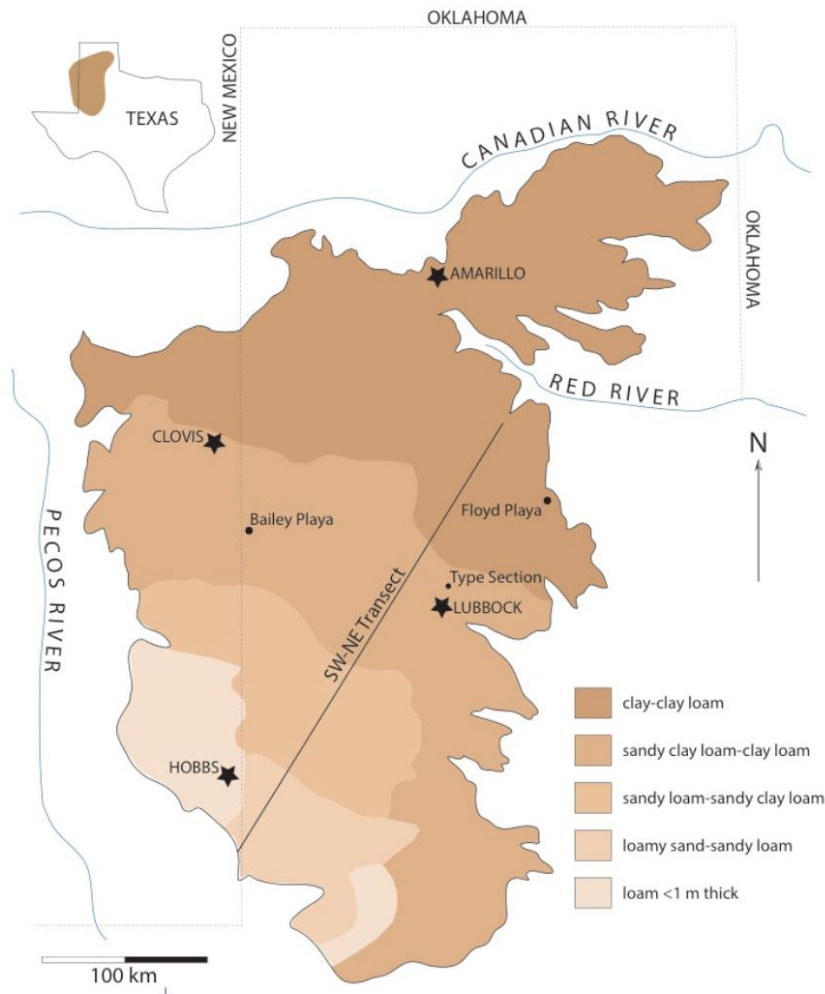 OKLAHOMA
NEW MEXICO
TEXAS
CANADIAN RIVER
OKLAHOMA
AMARILLO
RED RIVER
CLOVIS
N
PECOS RIVER
Bailey Playa
Floyd Playa
Type Section
LUBBOCK
SW-NE Transect
HOBBS
clay-clay loam
sandy clay loam-clay loam
sandy loam-sandy clay loam
loamy sand-sandy loam
loam <1 m thick
100 km